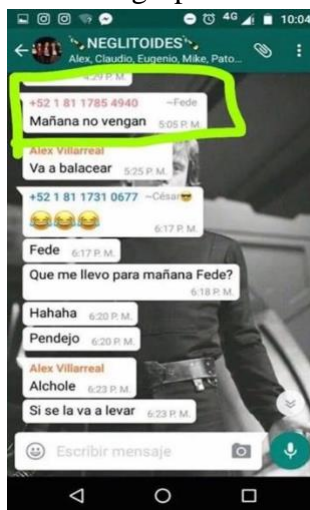 4G 10:04
NEGLITOIDES
Alex, Claudio, Eugenio, Mike, Pato...
4:29 P. M.
+52 1 81 1785 4940 ~Fede
Mañana no vengan 5:05 P. M.
Alex Villarreal
Va a balacear 5:25 P. M.
+52 1 81 1731 0677 ~César
6:17 P. M.
Fede 6:17 P. M.
Que me llevo para mañana Fede?
6:18 P. M.
Hahaha 6:20 P. M.
Pendejo 6:20 P. M.
Alex Villarreal
Alchole 6:23 P. M.
Si se la va a levar 6:23 P. M.
Escribir mensaje